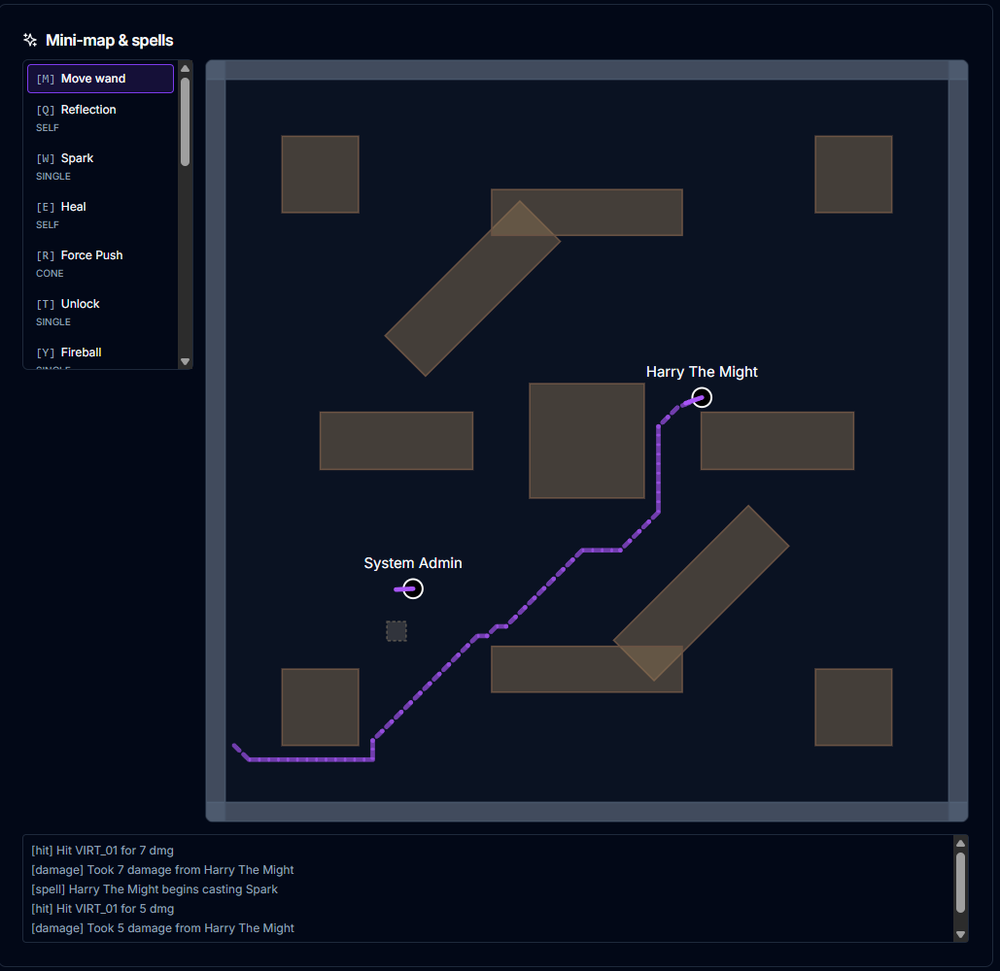 Mini-map & spells
[M] Move wand
[Q] Reflection
SELF
[W] Spark
SINGLE
[E] Heal
SELF
[R] Force Push
CONE
[T] Unlock
SINGLE
[Y] Fireball
SINGLE
Harry The Might
System Admin
[hit] Hit VIRT_01 for 7 dmg
[damage] Took 7 damage from Harry The Might
[spell] Harry The Might begins casting Spark
[hit] Hit VIRT_01 for 5 dmg
[damage] Took 5 damage from Harry The Might